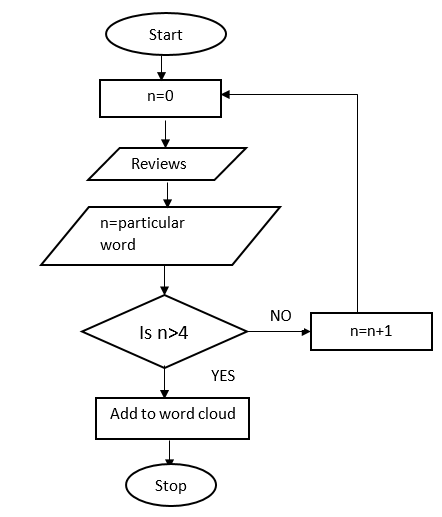 Start
n=0
Reviews
n=particular
word
Is n>4
NO
n=n+1
YES
Add to word cloud
Stop